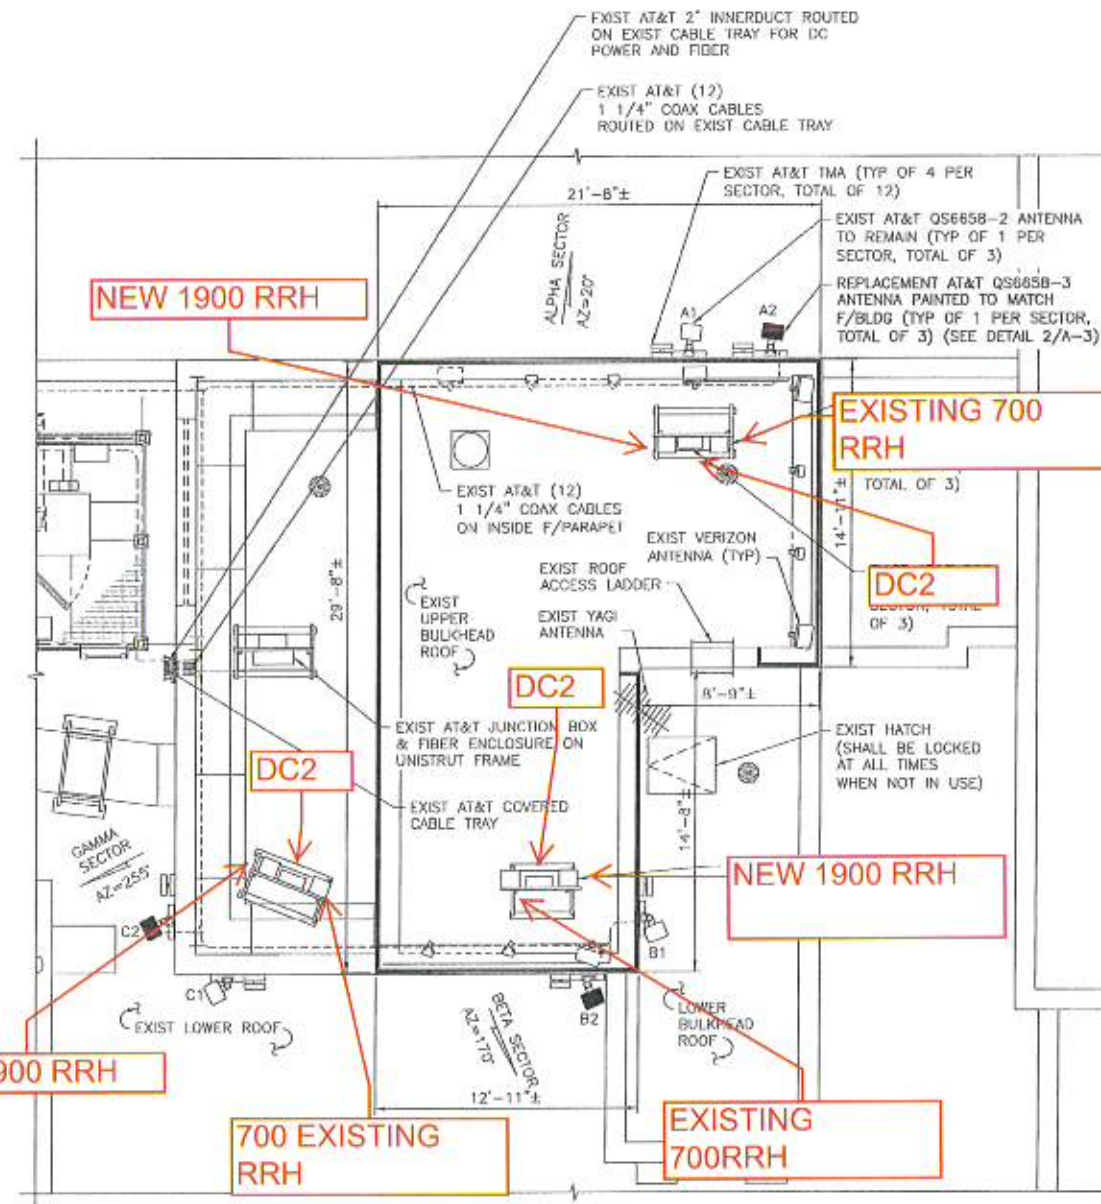 EXIST AT&T 2" INNERDUCT ROUTED
ON EXIST CABLE TRAY FOR DC
POWER AND FIBER
EXIST AT&T (12)
1 1/4" COAX CABLES
ROUTED ON EXIST CABLE TRAY
EXIST AT&T TMA (TYP OF 4 PER
SECTOR, TOTAL OF 12)
21'-8"±
EXIST AT&T QS6658-2 ANTENNA
TO REMAIN (TYP OF 1 PER
SECTOR, TOTAL OF 3)
ALPHA SECTOR
AZ=20°
NEW 1900 RRH
REPLACEMENT AT&T QS6658-3
ANTENNA PAINTED TO MATCH
F/BLDG (TYP OF 1 PER SECTOR,
TOTAL OF 3) (SEE DETAIL 2/A-3)
A1
A2
EXISTING 700
RRH
TOTAL OF 3)
14'-11"±
EXIST AT&T (12)
1 1/4" COAX CABLES
ON INSIDE F/PARAPET
EXIST VERIZON
ANTENNA (TYP)
EXIST ROOF
ACCESS LADDER
DC2
SECTOR, TOTAL
OF 3)
29'-8"±
EXIST
UPPER
BULKHEAD
ROOF
EXIST YAGI
ANTENNA
DC2
8'-9"±
EXIST AT&T JUNCTION BOX
& FIBER ENCLOSURE ON
UNISTRUT FRAME
EXIST HATCH
(SHALL BE LOCKED
AT ALL TIMES
WHEN NOT IN USE)
DC2
EXIST AT&T COVERED
CABLE TRAY
14'-8"±
GAMMA
SECTOR
AZ=255°
NEW 1900 RRH
C2
B1
C1
B2
EXIST LOWER ROOF
BETA SECTOR
AZ=170°
LOWER
BULKHEAD
ROOF
900 RRH
12'-11"±
700 EXISTING
RRH
EXISTING
700RRH